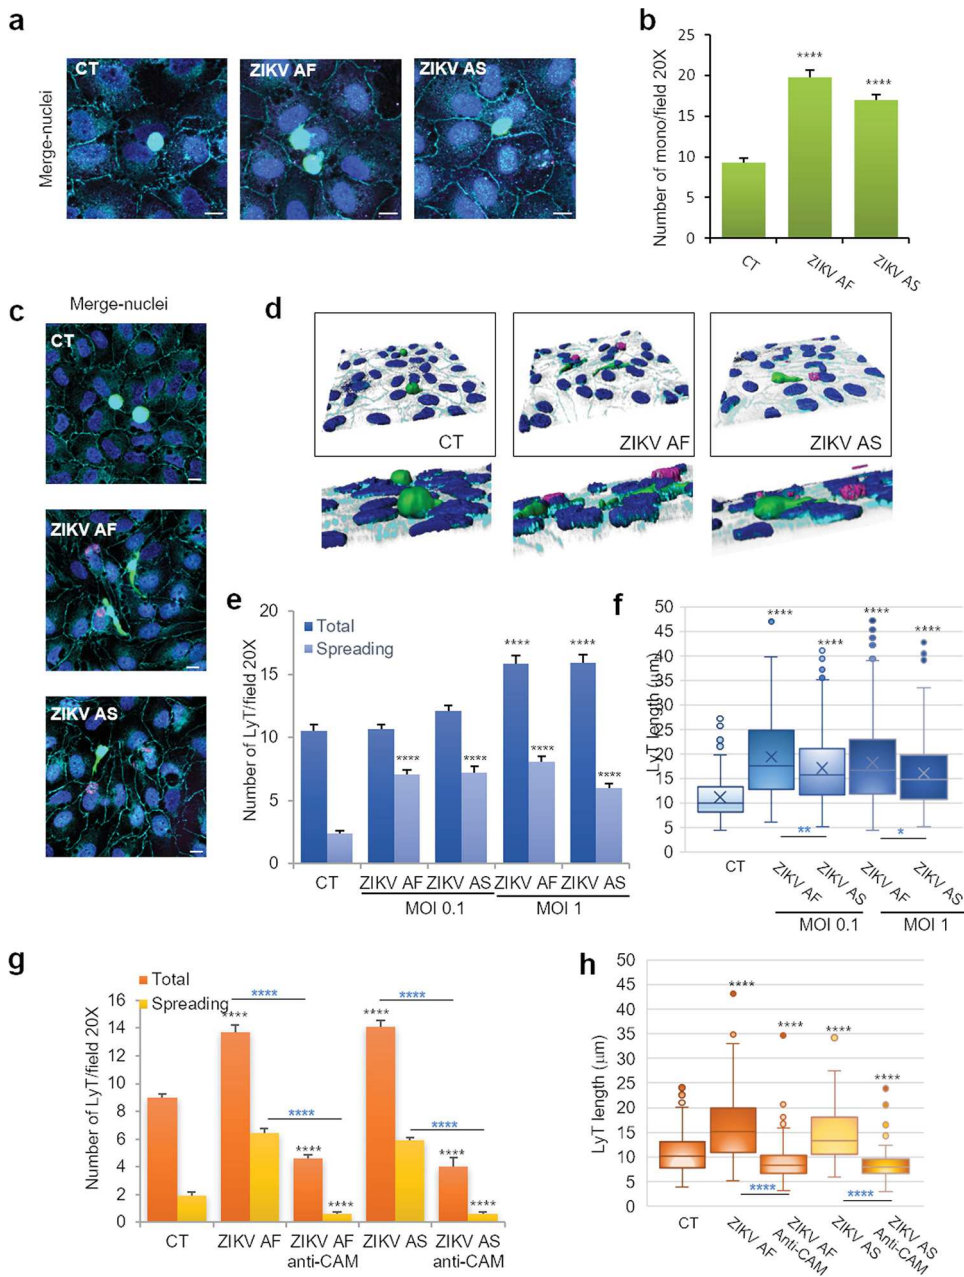 a
CT
ZIKV AF
ZIKV AS
Merge-nuclei
b
Number of mono/field 20X
25
20
15
10
5
0
****
****
CT
ZIKV AF
ZIKV AS
c
Merge-nuclei
CT
ZIKV AF
ZIKV AS
d
CT
ZIKV AF
ZIKV AS
e
Number of LyT/field 20X
20
15
10
5
0
Total
Spreading
****
****
****
****
****
****
CT
ZIKV AF
ZIKV AS
ZIKV AF
ZIKV AS
MOI 0.1
MOI 1
f
LyT length (µm)
50
45
40
35
30
25
20
15
10
5
0
****
****
****
****
**
*
CT
ZIKV AF
ZIKV AS
ZIKV AF
ZIKV AS
MOI 0.1
MOI 1
g
Number of LyT/field 20X
16
14
12
10
8
6
4
2
0
Total
Spreading
****
****
****
****
****
****
****
****
****
****
CT
ZIKV AF
ZIKV AF
anti-CAM
ZIKV AS
ZIKV AS
anti-CAM
h
LyT length (µm)
50
45
40
35
30
25
20
15
10
5
0
****
****
****
****
****
****
CT
ZIKV AF
ZIKV AF
Anti-CAM
ZIKV AS
ZIKV AS
Anti-CAM